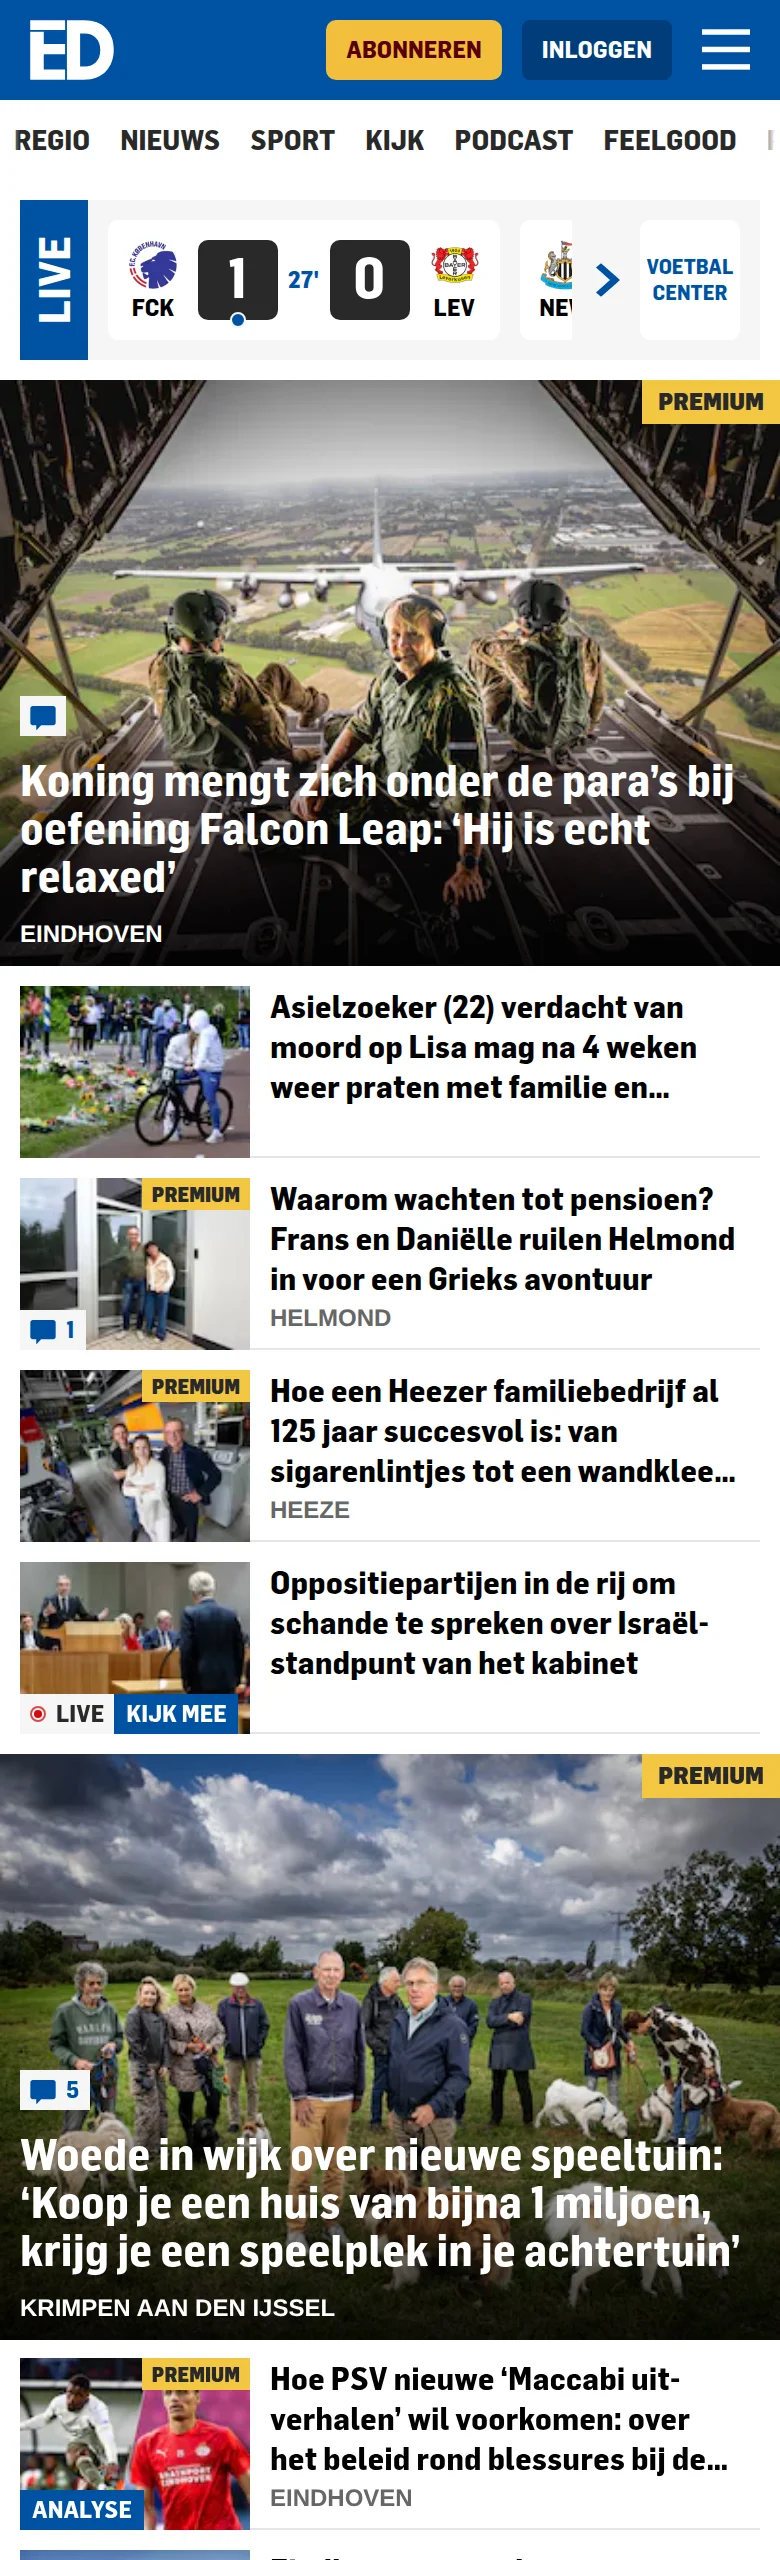 ED
ABONNEREN
INLOGGEN
REGIO NIEUWS SPORT KIJK PODCAST FEELGOOD
LIVE
FCK
1
27'
0
LEV
VOETBAL
CENTER
PREMIUM
Koning mengt zich onder de para’s bij
oefening Falcon Leap: ‘Hij is echt
relaxed’
EINDHOVEN
Asielzoeker (22) verdacht van
moord op Lisa mag na 4 weken
weer praten met familie en...
PREMIUM
1
Waarom wachten tot pensioen?
Frans en Daniëlle ruilen Helmond
in voor een Grieks avontuur
HELMOND
PREMIUM
Hoe een Heezer familiebedrijf al
125 jaar succesvol is: van
sigarenlintjes tot een wandklee...
HEEZE
LIVE KIJK MEE
Oppositiepartijen in de rij om
schande te spreken over Israël-
standpunt van het kabinet
PREMIUM
5
Woede in wijk over nieuwe speeltuin:
‘Koop je een huis van bijna 1 miljoen,
krijg je een speelplek in je achtertuin’
KRIMPEN AAN DEN IJSSEL
PREMIUM
ANALYSE
Hoe PSV nieuwe ‘Maccabi uit-
verhalen’ wil voorkomen: over
het beleid rond blessures bij de...
EINDHOVEN